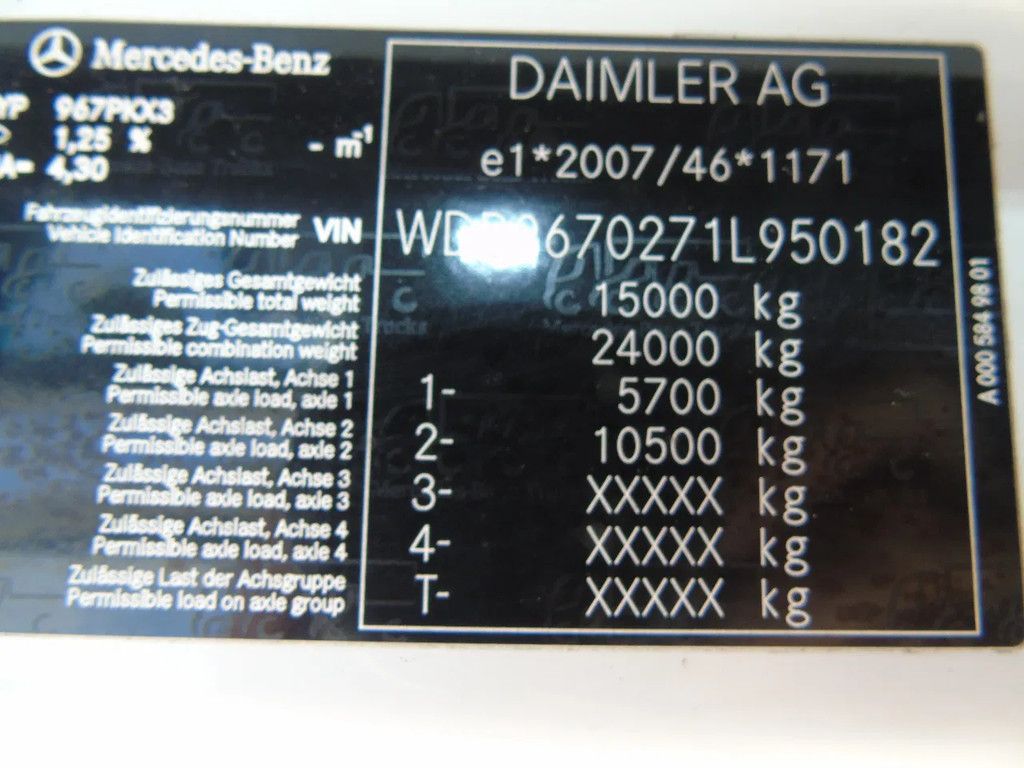 Mercedes-Benz
967PKX3
1,25 % - m⁻¹
4,30
DAIMLER AG
e1*2007/46*1171
Fahrzeugidentifizierungsnummer
Vehicle Identification Number
VIN
Zulässiges Gesamtgewicht
Permissible total weight
15000 kg
Zulässiges Zug-Gesamtgewicht
Permissible combination weight
24000 kg
Zulässige Achslast, Achse 1
Permissible axle load, axle 1
1- 5700 kg
Zulässige Achslast, Achse 2
Permissible axle load, axle 2
2- 10500 kg
Zulässige Achslast, Achse 3
Permissible axle load, axle 3
3- XXXXX kg
Zulässige Achslast, Achse 4
Permissible axle load, axle 4
4- XXXXX kg
Zulässige Last der Achsgruppe
Permissible load on axle group
T- XXXXX kg
A 000 584 98 01